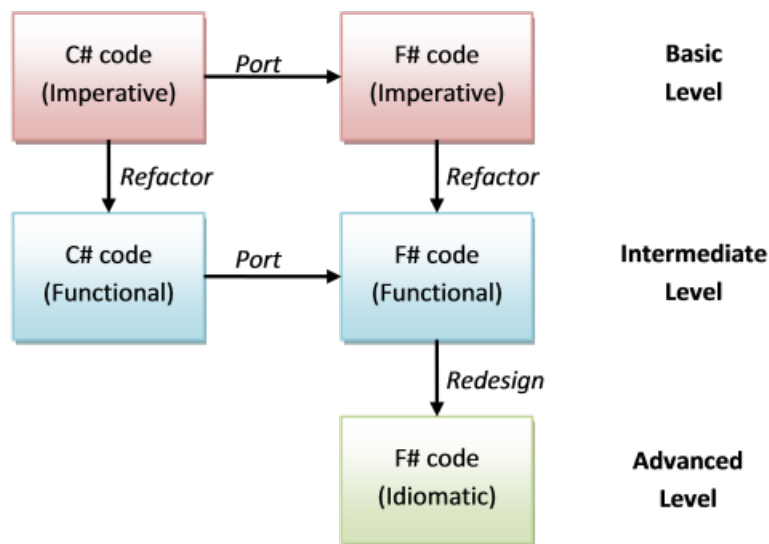 C# code
(Imperative)
Port
F# code
(Imperative)
Basic
Level
Refactor
Refactor
C# code
(Functional)
Port
F# code
(Functional)
Intermediate
Level
Redesign
F# code
(Idiomatic)
Advanced
Level